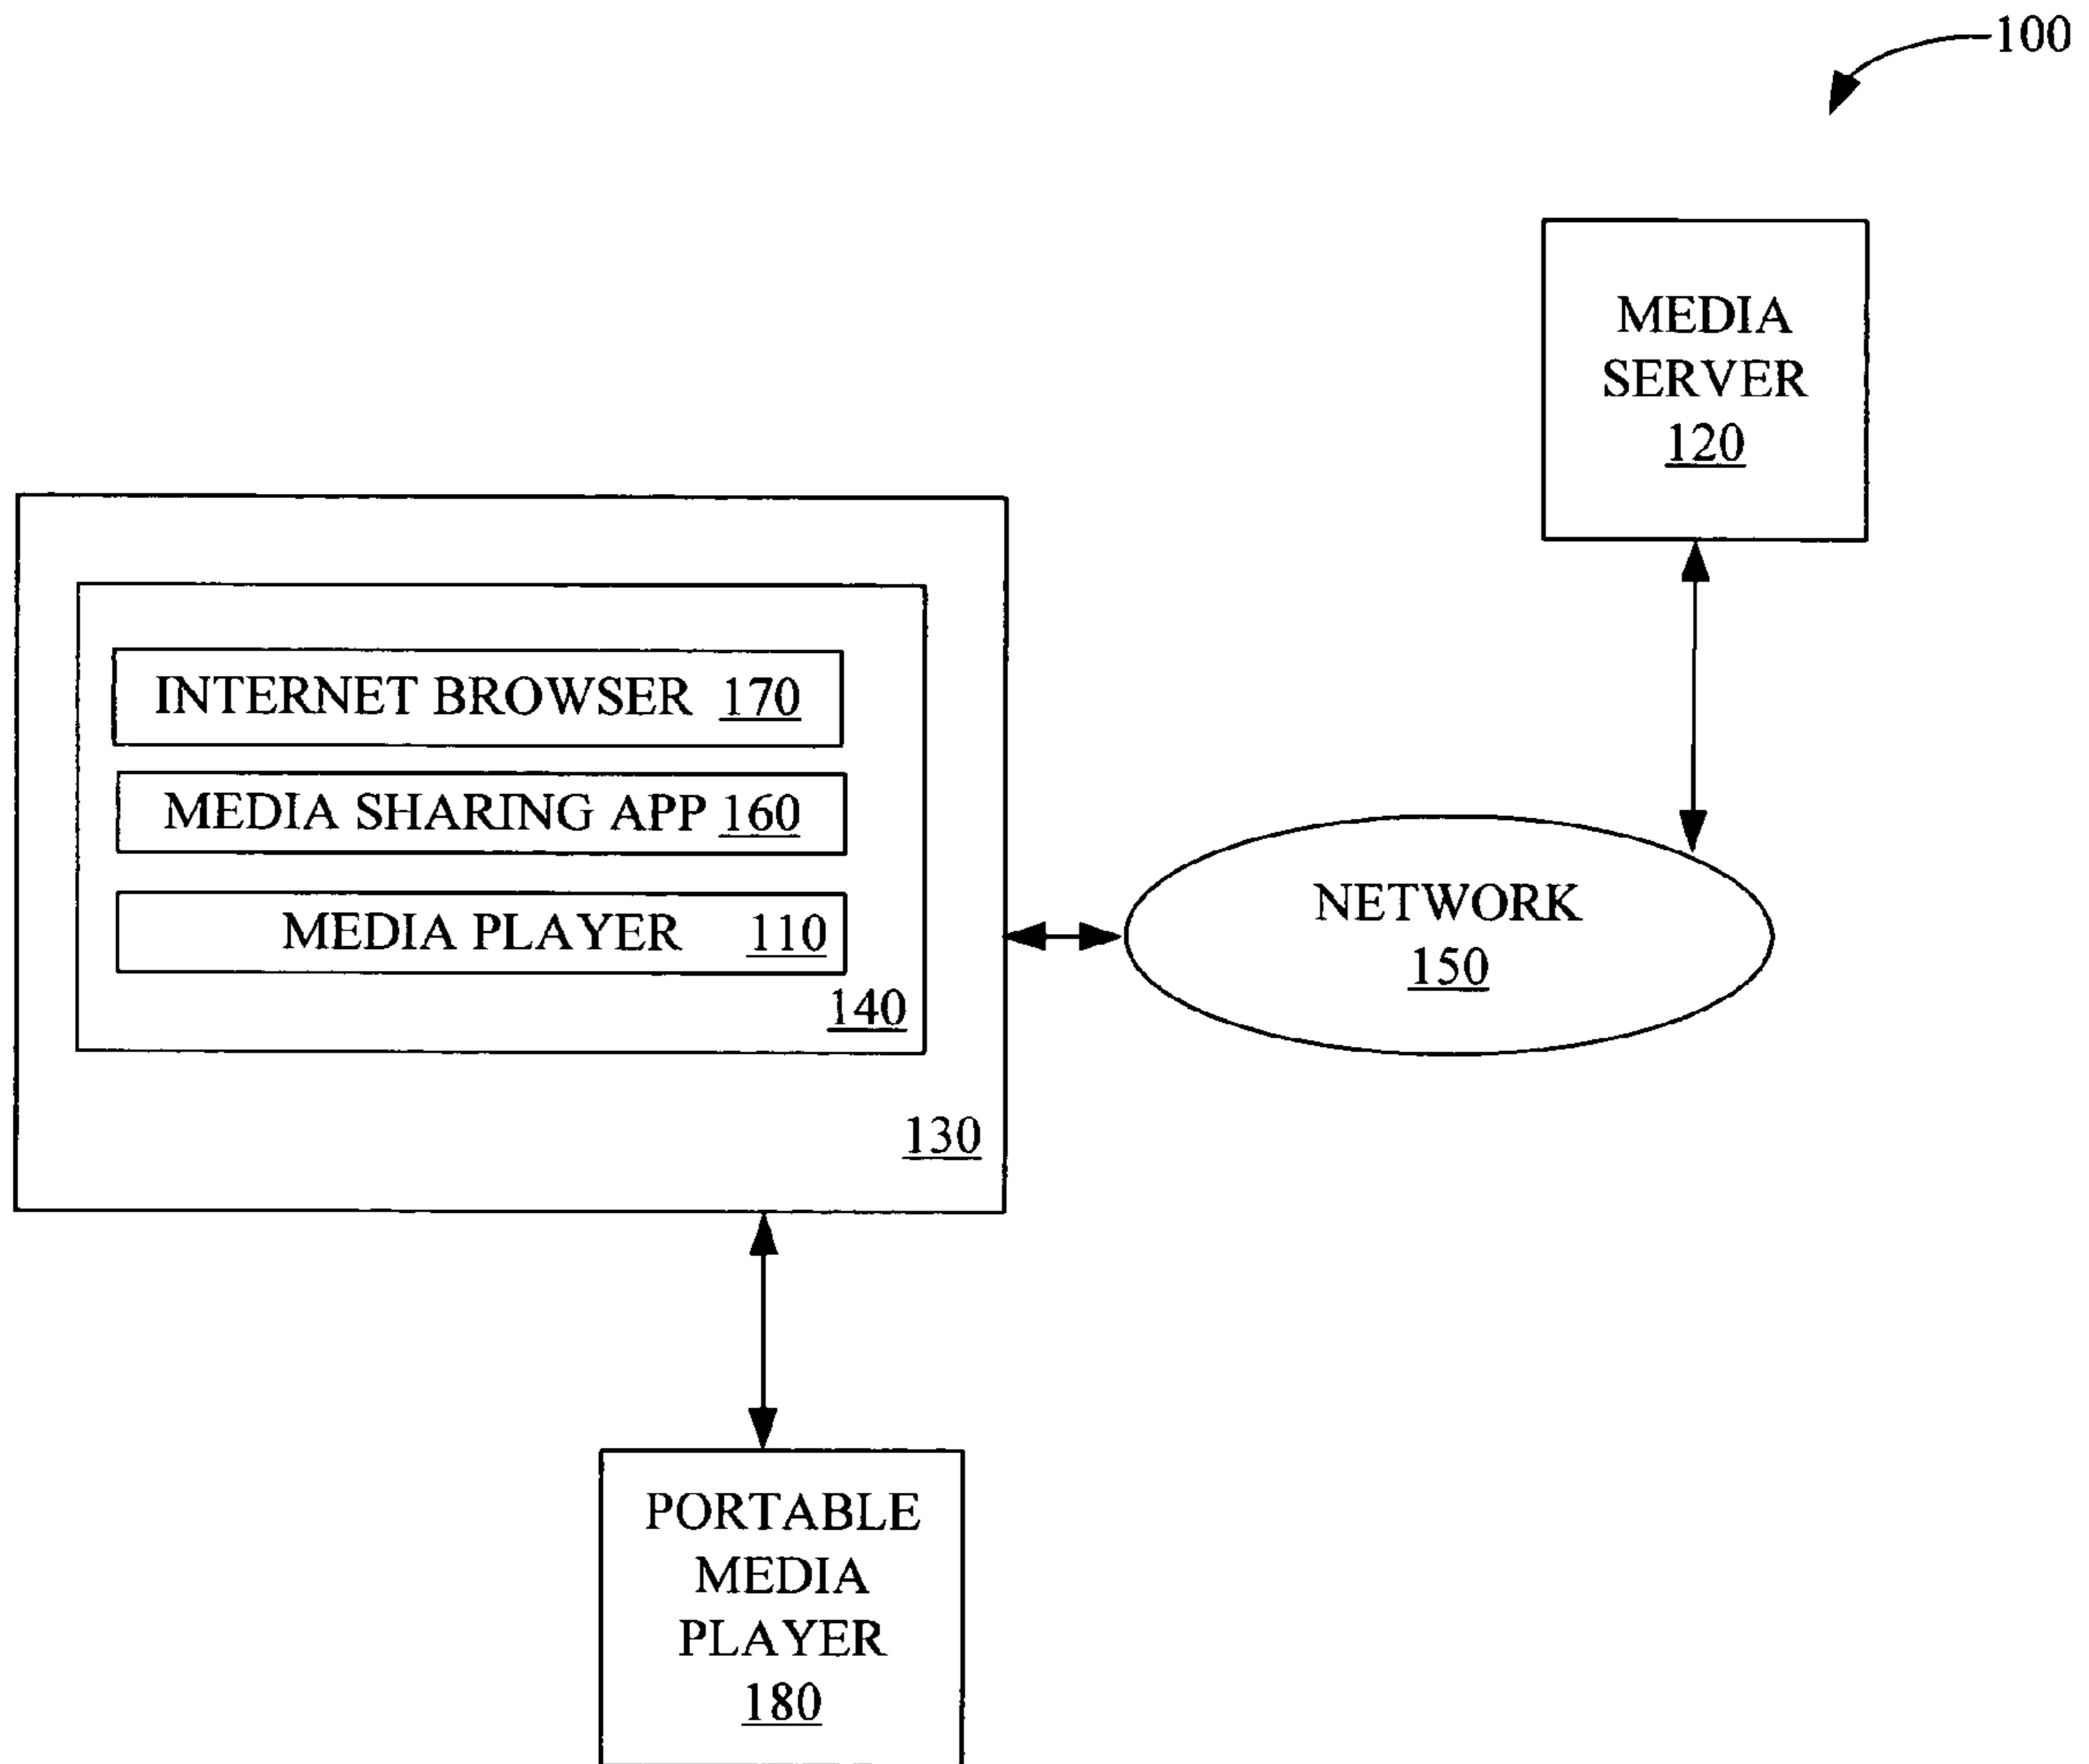 100
MEDIA
SERVER
120
INTERNET BROWSER 170
MEDIA SHARING APP 160
MEDIA PLAYER 110
140
130
NETWORK
150
PORTABLE
MEDIA
PLAYER
180